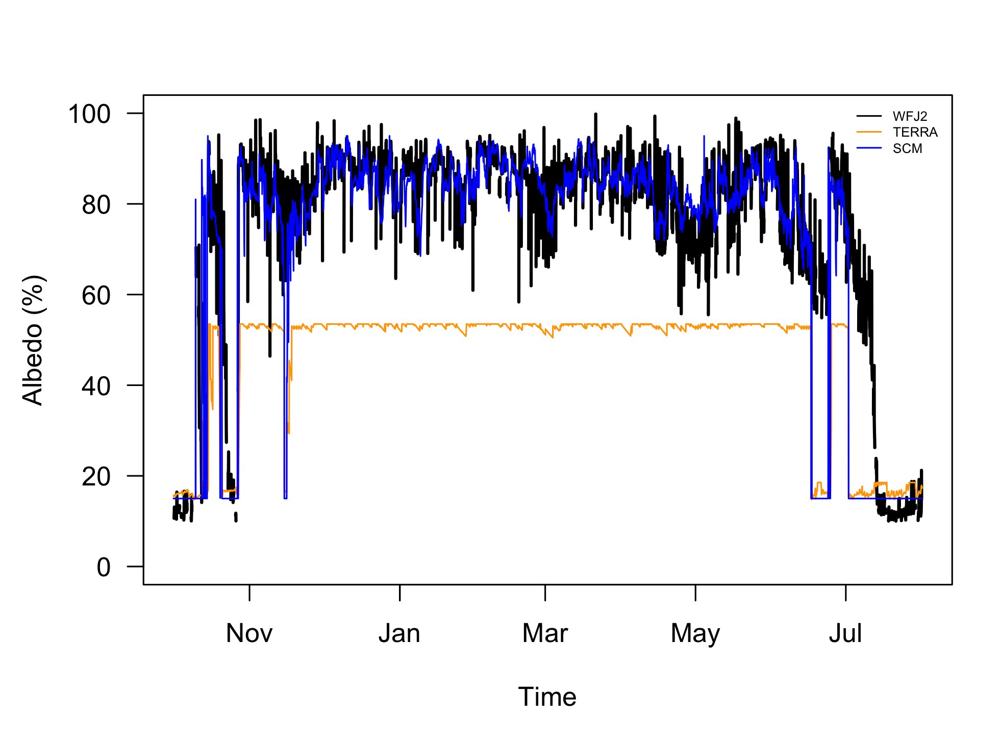 100
80
60
40
20
0
Albedo (%)
WFJ2
TERRA
SCM
Nov
Jan
Mar
May
Jul
Time